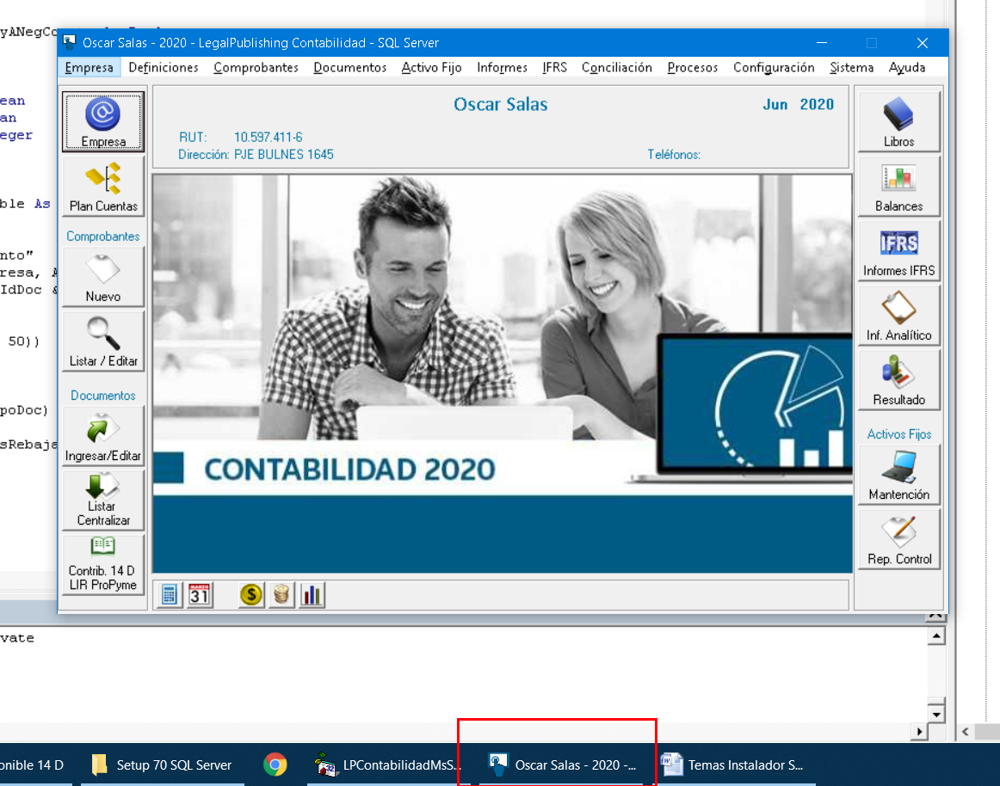 yANegCo
Oscar Salas - 2020 - LegalPublishing Contabilidad - SQL Server
Empresa Definiciones Comprobantes Documentos Activo Fijo Informes IFRS Conciliación Procesos Configuración Sistema Ayuda
ean
an
eger
ble As
nto"
resa, A
IdDoc &
50))
poDoc)
sRebaja
Empresa
Plan Cuentas
Comprobantes
Nuevo
Listar / Editar
Documentos
Ingresar/Editar
Listar
Centralizar
Contrib. 14 D
LIR ProPyme
Oscar Salas
Jun 2020
RUT: 10.597.411-6
Dirección: PJE BULNES 1645
Teléfonos:
CONTABILIDAD 2020
MARZO
31
$
Libros
Balances
IFRS
Informes IFRS
Inf. Analítico
Resultado
Activos Fijos
Mantención
Rep. Control
vate
onible 14 D
Setup 70 SQL Server
LPContabilidadMsS...
Oscar Salas - 2020 -...
Temas Instalador S...